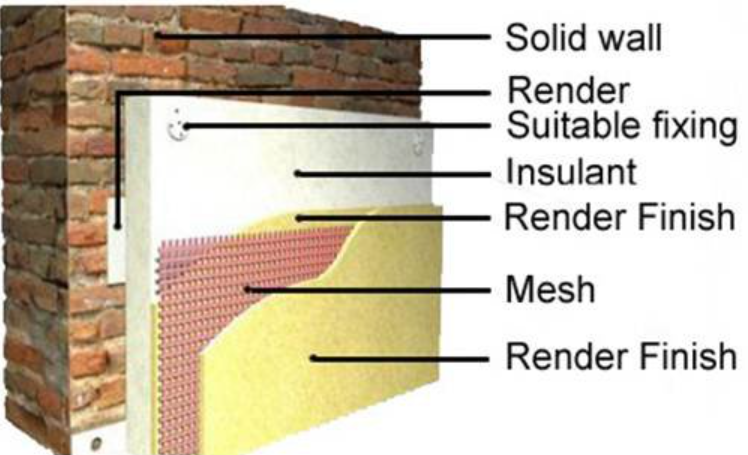 Solid wall
Render
Suitable fixing
Insulant
Render Finish
Mesh
Render Finish